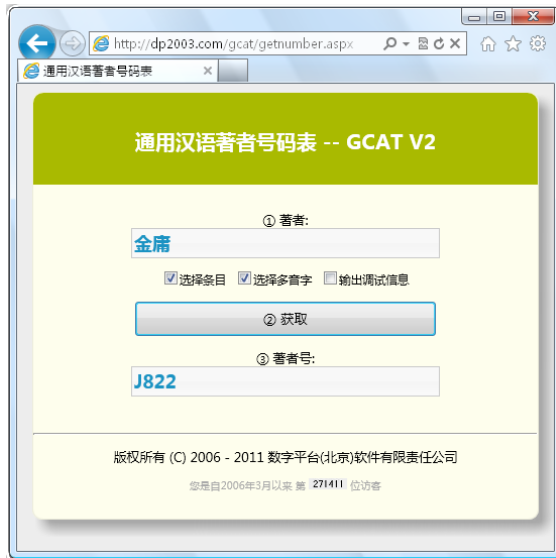 http://dp2003.com/gcat/getnumber.aspx
通用汉语著者号码表
通用汉语著者号码表 -- GCAT V2
① 著者:
金庸
选择条目 选择多音字 输出调试信息
② 获取
③ 著者号:
J822
版权所有 (C) 2006 - 2011 数字平台(北京)软件有限责任公司
您是自2006年3月以来 第 271411 位访客